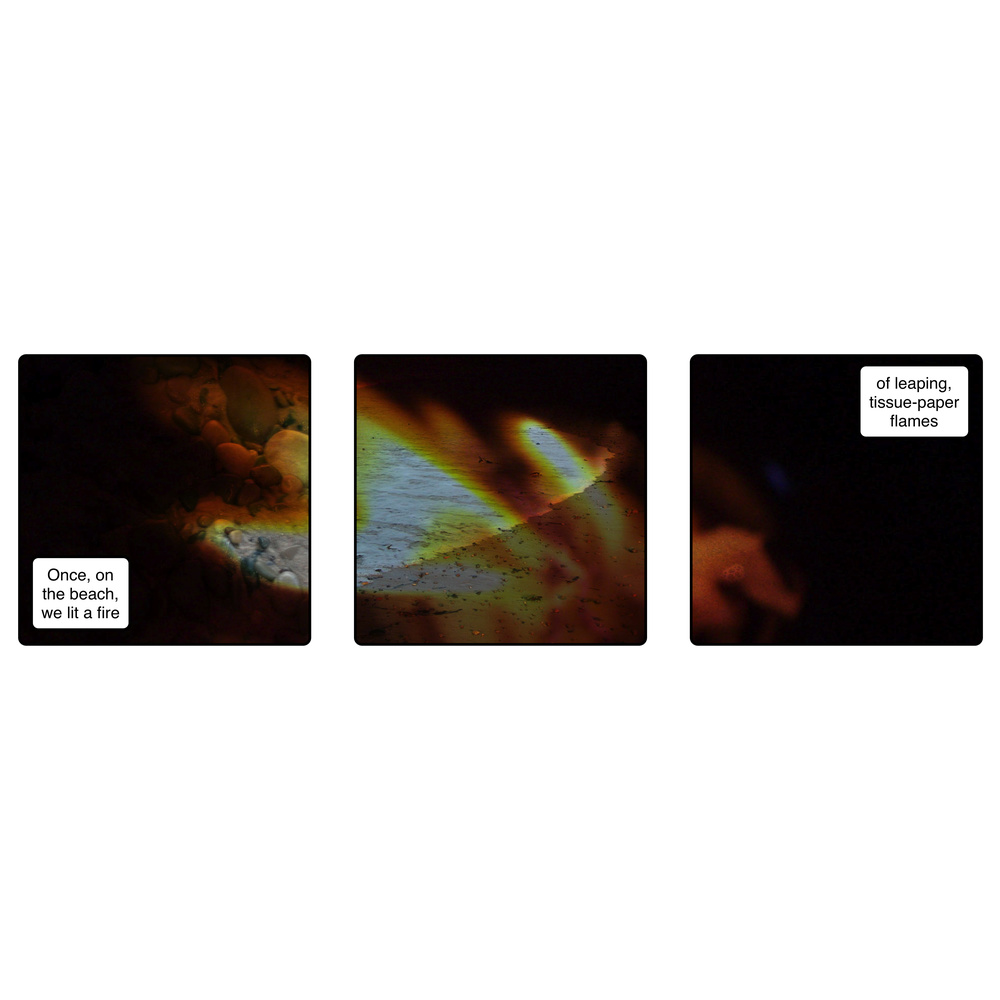 Once, on
the beach,
we lit a fire
of leaping,
tissue-paper
flames